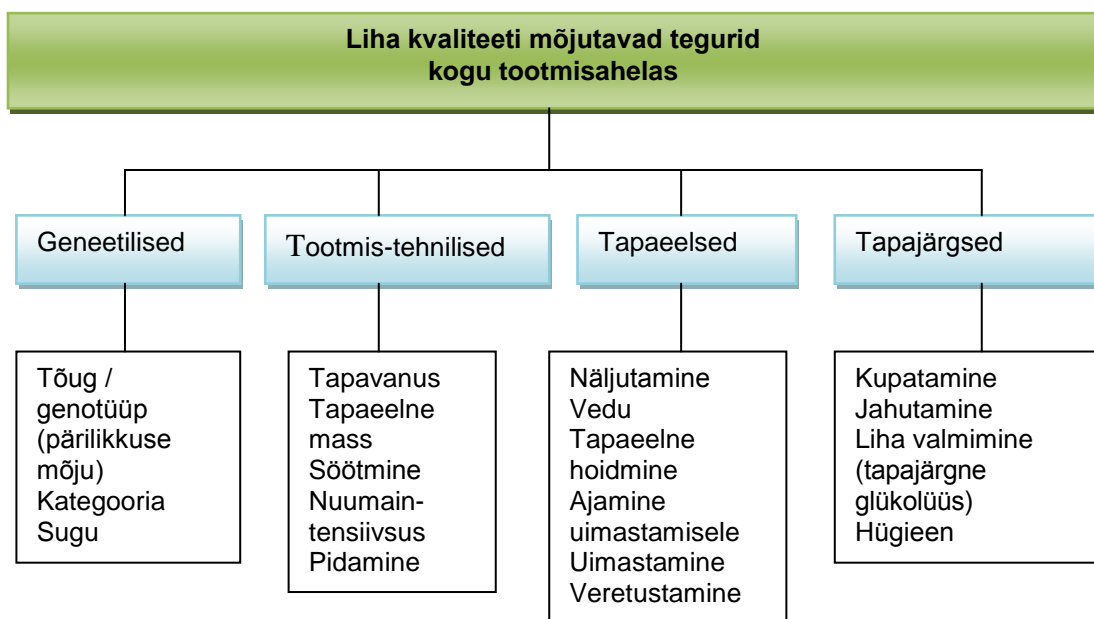 Liha kvaliteeti mõjutavad tegurid
kogu tootmisahelas
Geneetilised
Tootmis-tehnilised
Tapaeelsed
Tapajärgsed
Tõug /
genotüüp
(pärilikkuse
mõju)
Kategooria
Sugu
Tapavanus
Tapaeelne
mass
Söötmine
Nuumain-
tensiivsus
Pidamine
Näljutamine
Vedu
Tapaeelne
hoidmine
Ajamine
uimastamisele
Uimastamine
Veretustamine
Kupatamine
Jahutamine
Liha valmimine
(tapajärgne
glükolüüs)
Hügieen